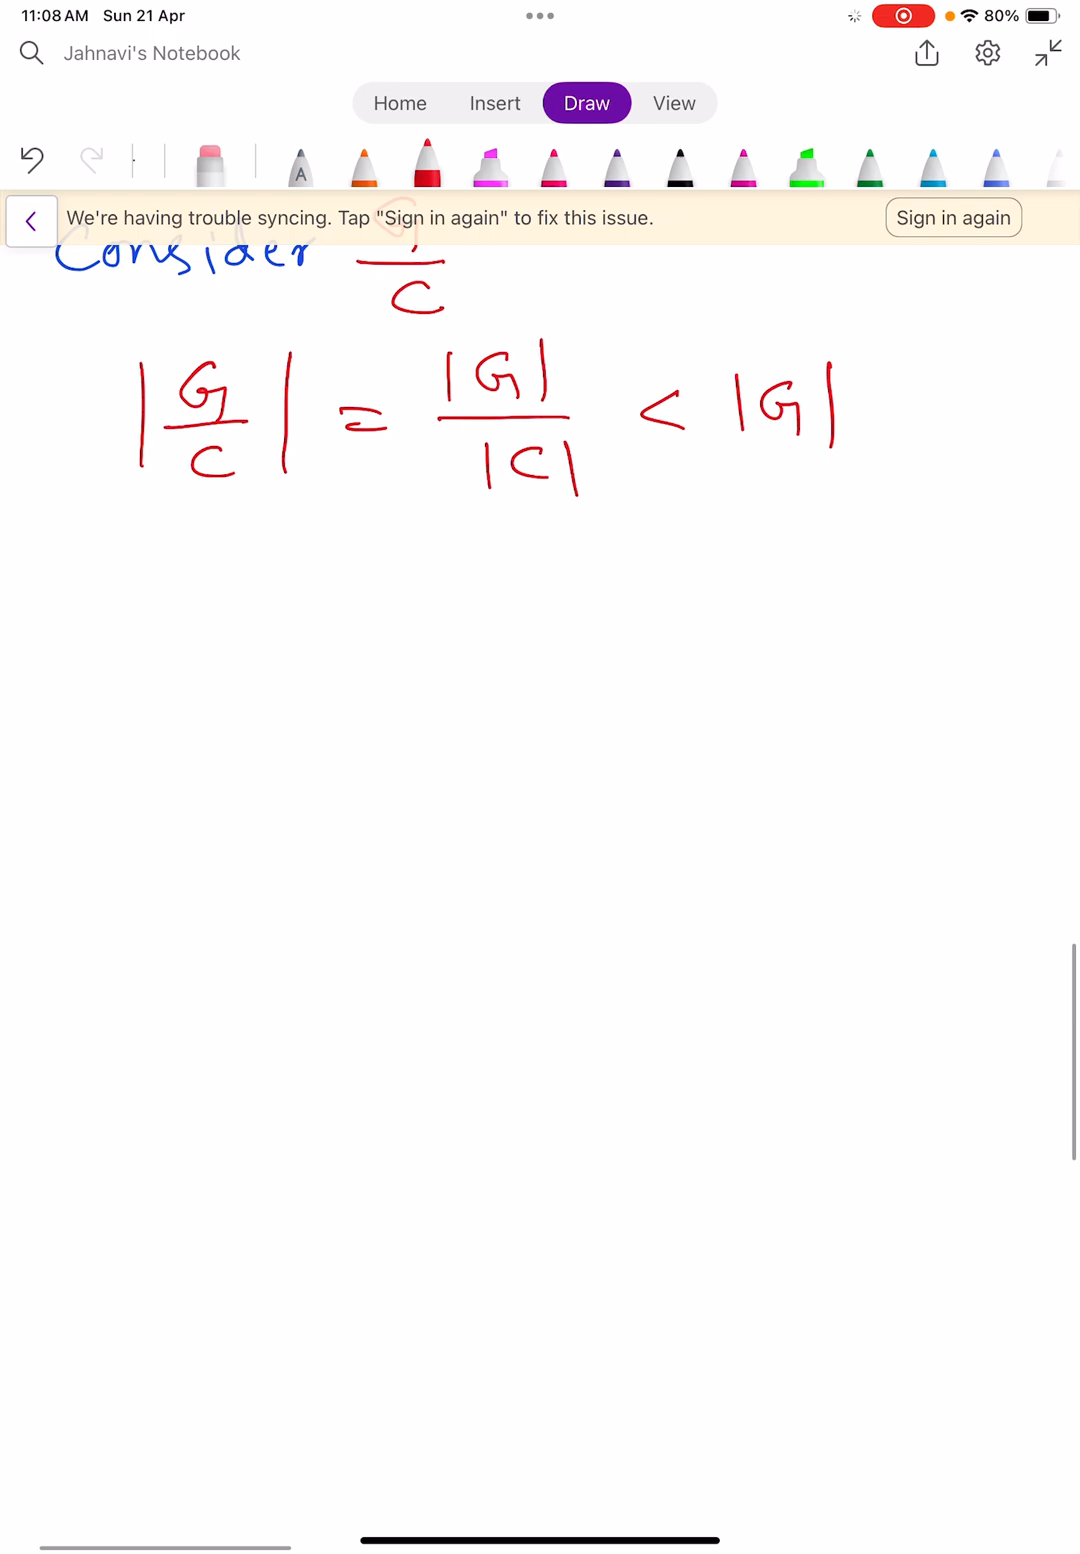 11:08 AM Sun 21 Apr 80%
Jahnavi's Notebook
Home Insert Draw View
A
We're having trouble syncing. Tap "Sign in again" to fix this issue. Sign in again
Consider G/C
|G/C| = |G|/|C| < |G|